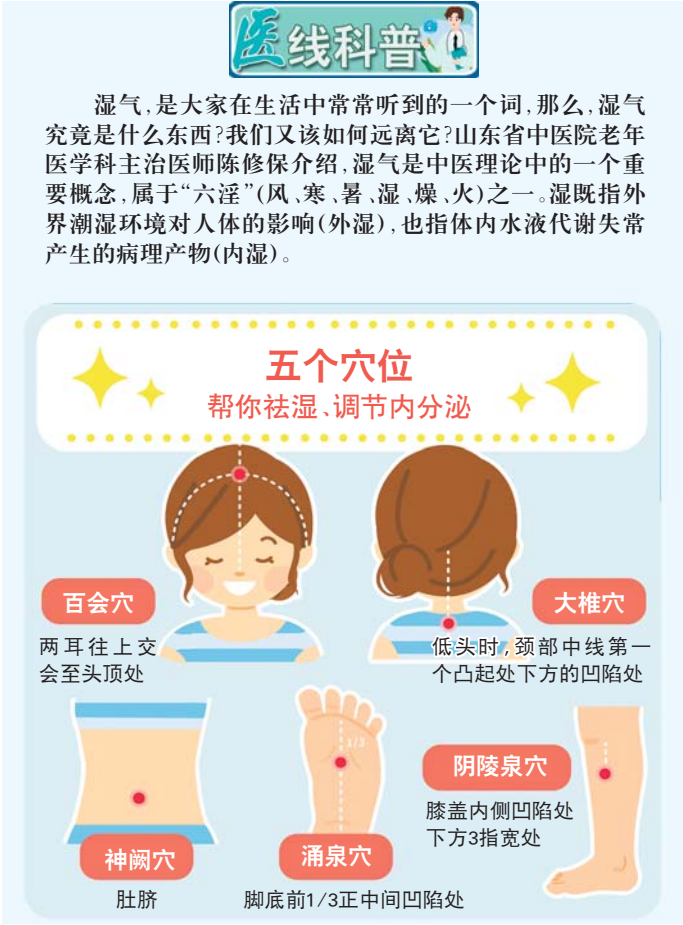 医线科普
湿气,是大家在生活中常常听到的一个词,那么,湿气
究竟是什么东西?我们又该如何远离它?山东省中医院老年
医学科主治医师陈修保介绍,湿气是中医理论中的一个重
要概念,属于“六淫”(风、寒、暑、湿、燥、火)之一。湿既指外
界潮湿环境对人体的影响(外湿),也指体内水液代谢失常
产生的病理产物(内湿)。
五个穴位
帮你祛湿、调节内分泌
百会穴
两耳往上交
会至头顶处
大椎穴
低头时,颈部中线第一
个凸起处下方的凹陷处
神阙穴
肚脐
1/3
涌泉穴
脚底前1/3正中间凹陷处
阴陵泉穴
膝盖内侧凹陷处
下方3指宽处